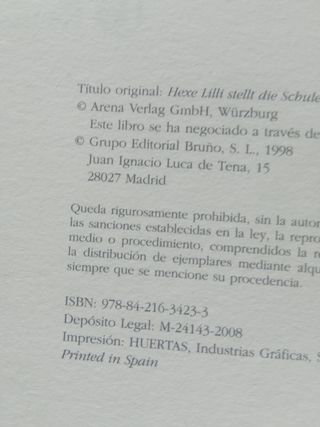 Título original: Hexe Lilli stellt die Schule
© Arena Verlag GmbH, Würzburg
Este libro se ha negociado a través de
© Grupo Editorial Bruño, S. L., 1998
Juan Ignacio Luca de Tena, 15
28027 Madrid
Queda rigurosamente prohibida, sin la autor
las sanciones establecidas en la ley, la repro
medio o procedimiento, comprendidos la r
la distribución de ejemplares mediante alqu
siempre que se mencione su procedencia.
ISBN: 978-84-216-3423-3
Depósito Legal: M-24143-2008
Impresión: HUERTAS, Industrias Gráficas, S
Printed in Spain